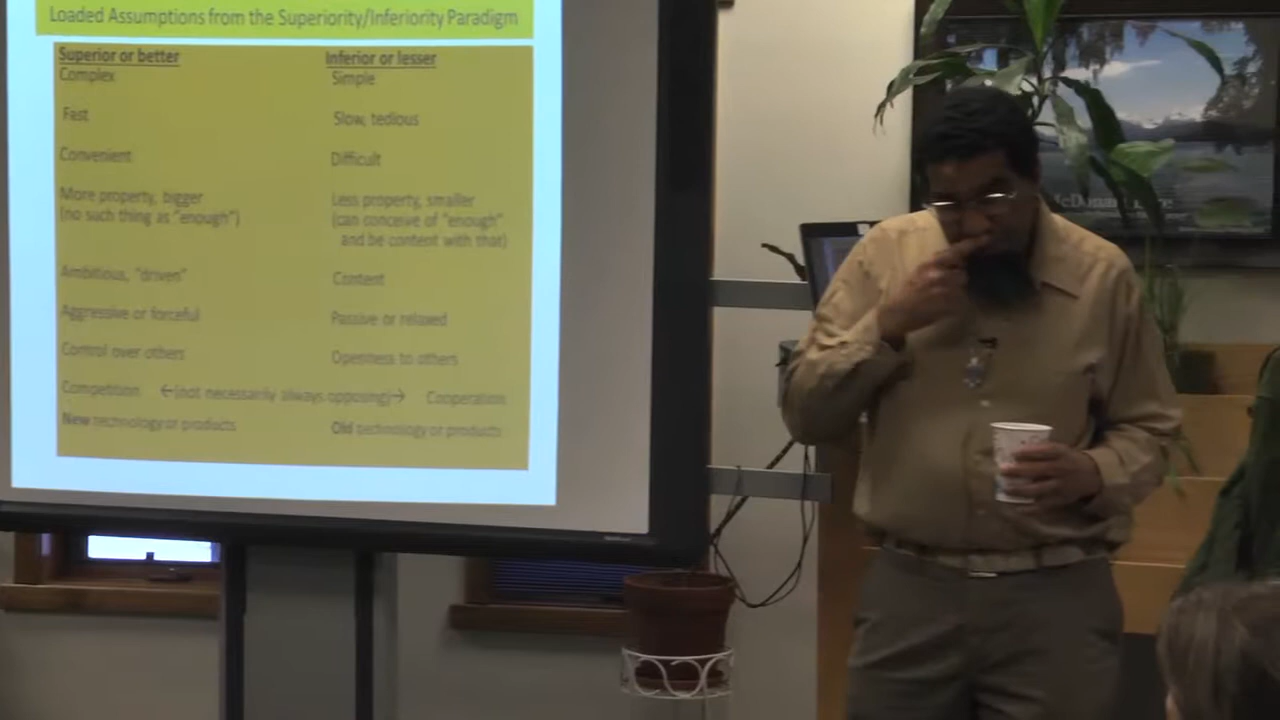 Loaded Assumptions from the Superiority/Inferiority Paradigm
Superior or better Inferior or lesser
Complex Simple
Fast Slow, tedious
Convenient Difficult
More property, bigger Less property, smaller
(no such thing as "enough") (can conceive of "enough"
and be content with that)
Ambitious, "driven" Content
Aggressive or forceful Passive or relaxed
Control over others Openness to others
Competition ←(not necessarily always opposing)→ Cooperation
New technology or products Old technology or products